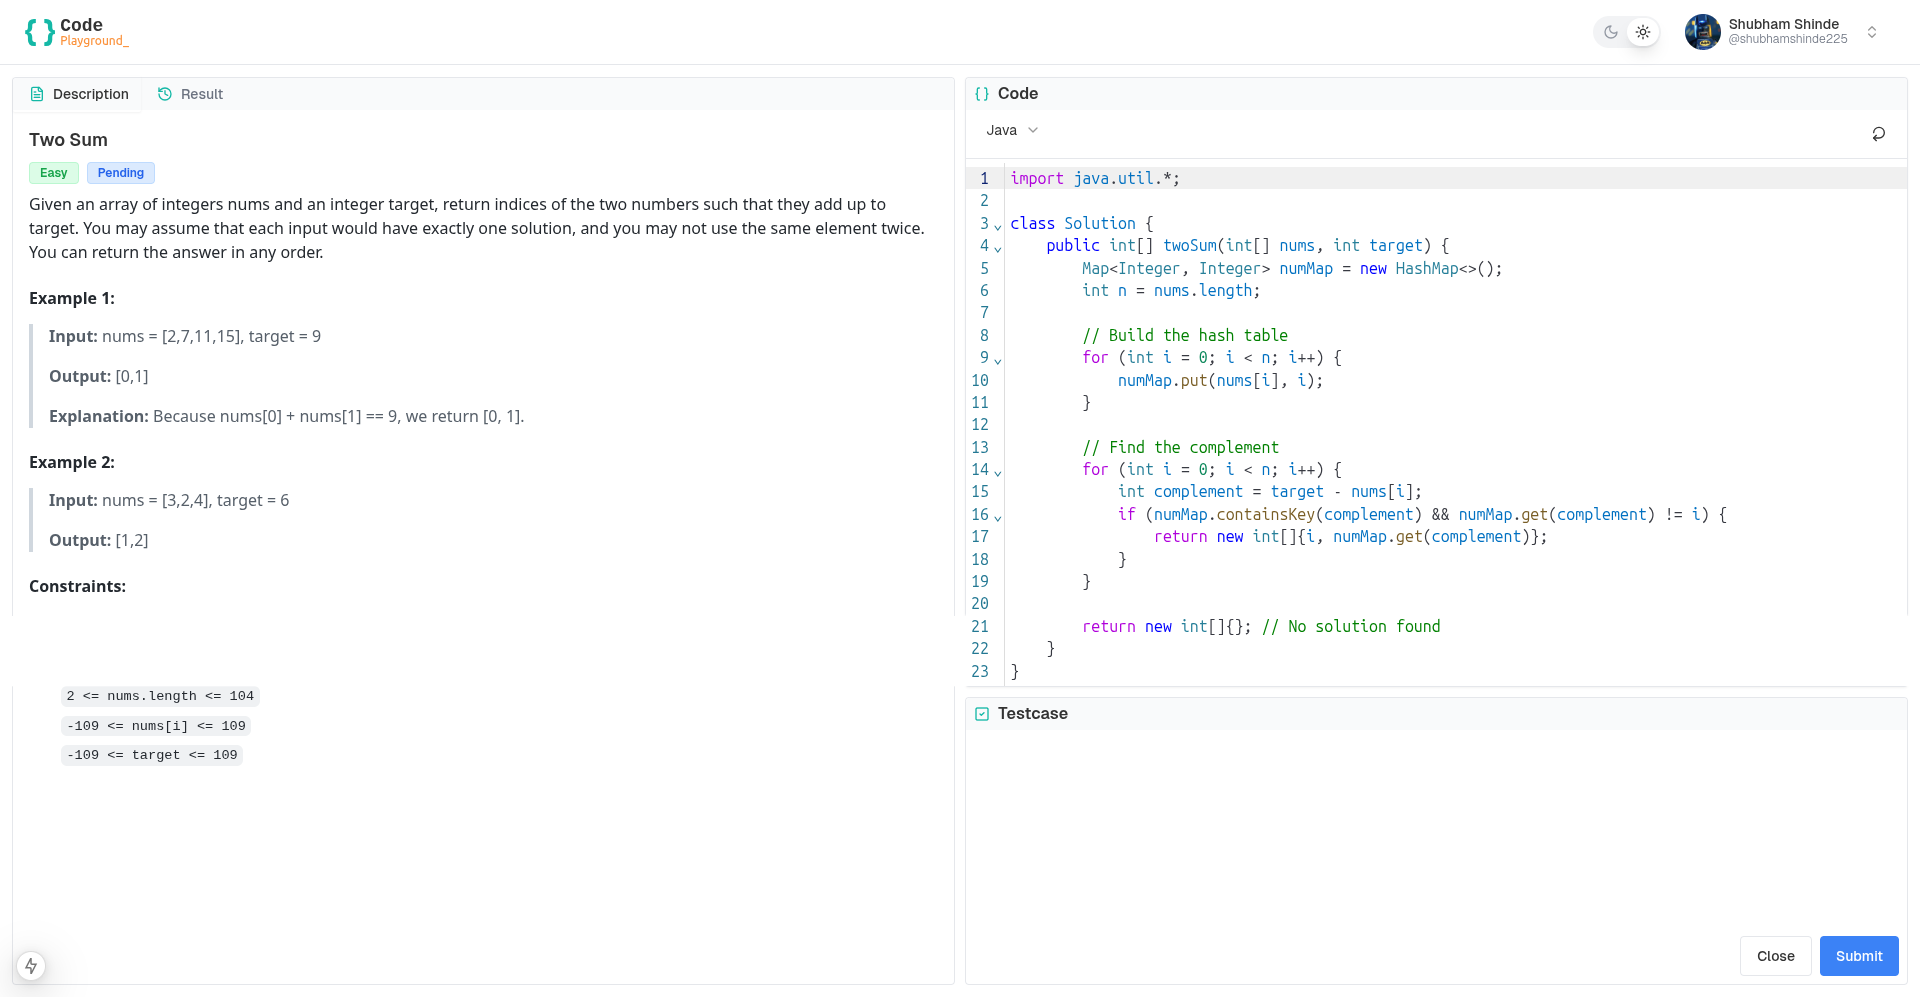 { } Code
Playground_
Shubham Shinde
@shubhamshinde225
Description
Result
Two Sum
Easy
Pending
Given an array of integers nums and an integer target, return indices of the two numbers such that they add up to
target. You may assume that each input would have exactly one solution, and you may not use the same element twice.
You can return the answer in any order.
Example 1:
Input: nums = [2,7,11,15], target = 9
Output: [0,1]
Explanation: Because nums[0] + nums[1] == 9, we return [0, 1].
Example 2:
Input: nums = [3,2,4], target = 6
Output: [1,2]
Constraints:
2 <= nums.length <= 104
-109 <= nums[i] <= 109
-109 <= target <= 109
{ } Code
Java
1 import java.util.*;
2
3 class Solution {
4     public int[] twoSum(int[] nums, int target) {
5         Map<Integer, Integer> numMap = new HashMap<>();
6         int n = nums.length;
7
8         // Build the hash table
9         for (int i = 0; i < n; i++) {
10             numMap.put(nums[i], i);
11         }
12
13         // Find the complement
14         for (int i = 0; i < n; i++) {
15             int complement = target - nums[i];
16             if (numMap.containsKey(complement) && numMap.get(complement) != i) {
17                 return new int[]{i, numMap.get(complement)};
18             }
19         }
20
21         return new int[]{}; // No solution found
22     }
23 }
Testcase
Close
Submit